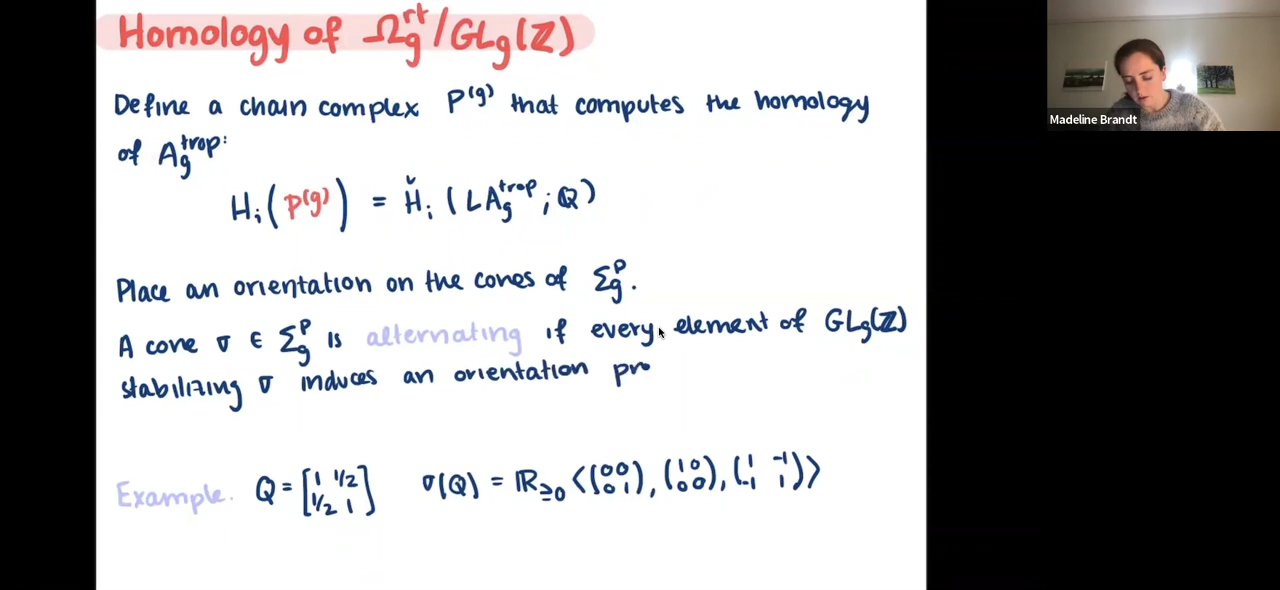 Homology of Ω_g^{rt}/GL_g(ℤ)
Define a chain complex P^{(g)} that computes the homology
of A_g^{trop}:
H_i(P^{(g)}) = Ȟ_i(LA_g^{trop}; ℚ)
Place an orientation on the cones of Σ_g^P.
A cone σ ∈ Σ_g^P is alternating if every element of GL_g(ℤ)
stabilizing σ induces an orientation pro
Example. Q = [1 1/2; 1/2 1] σ(Q) = ℝ_{≥0}⟨(0 0; 0 1), (1 0; 0 0), (1 -1; -1 1)⟩
Madeline Brandt